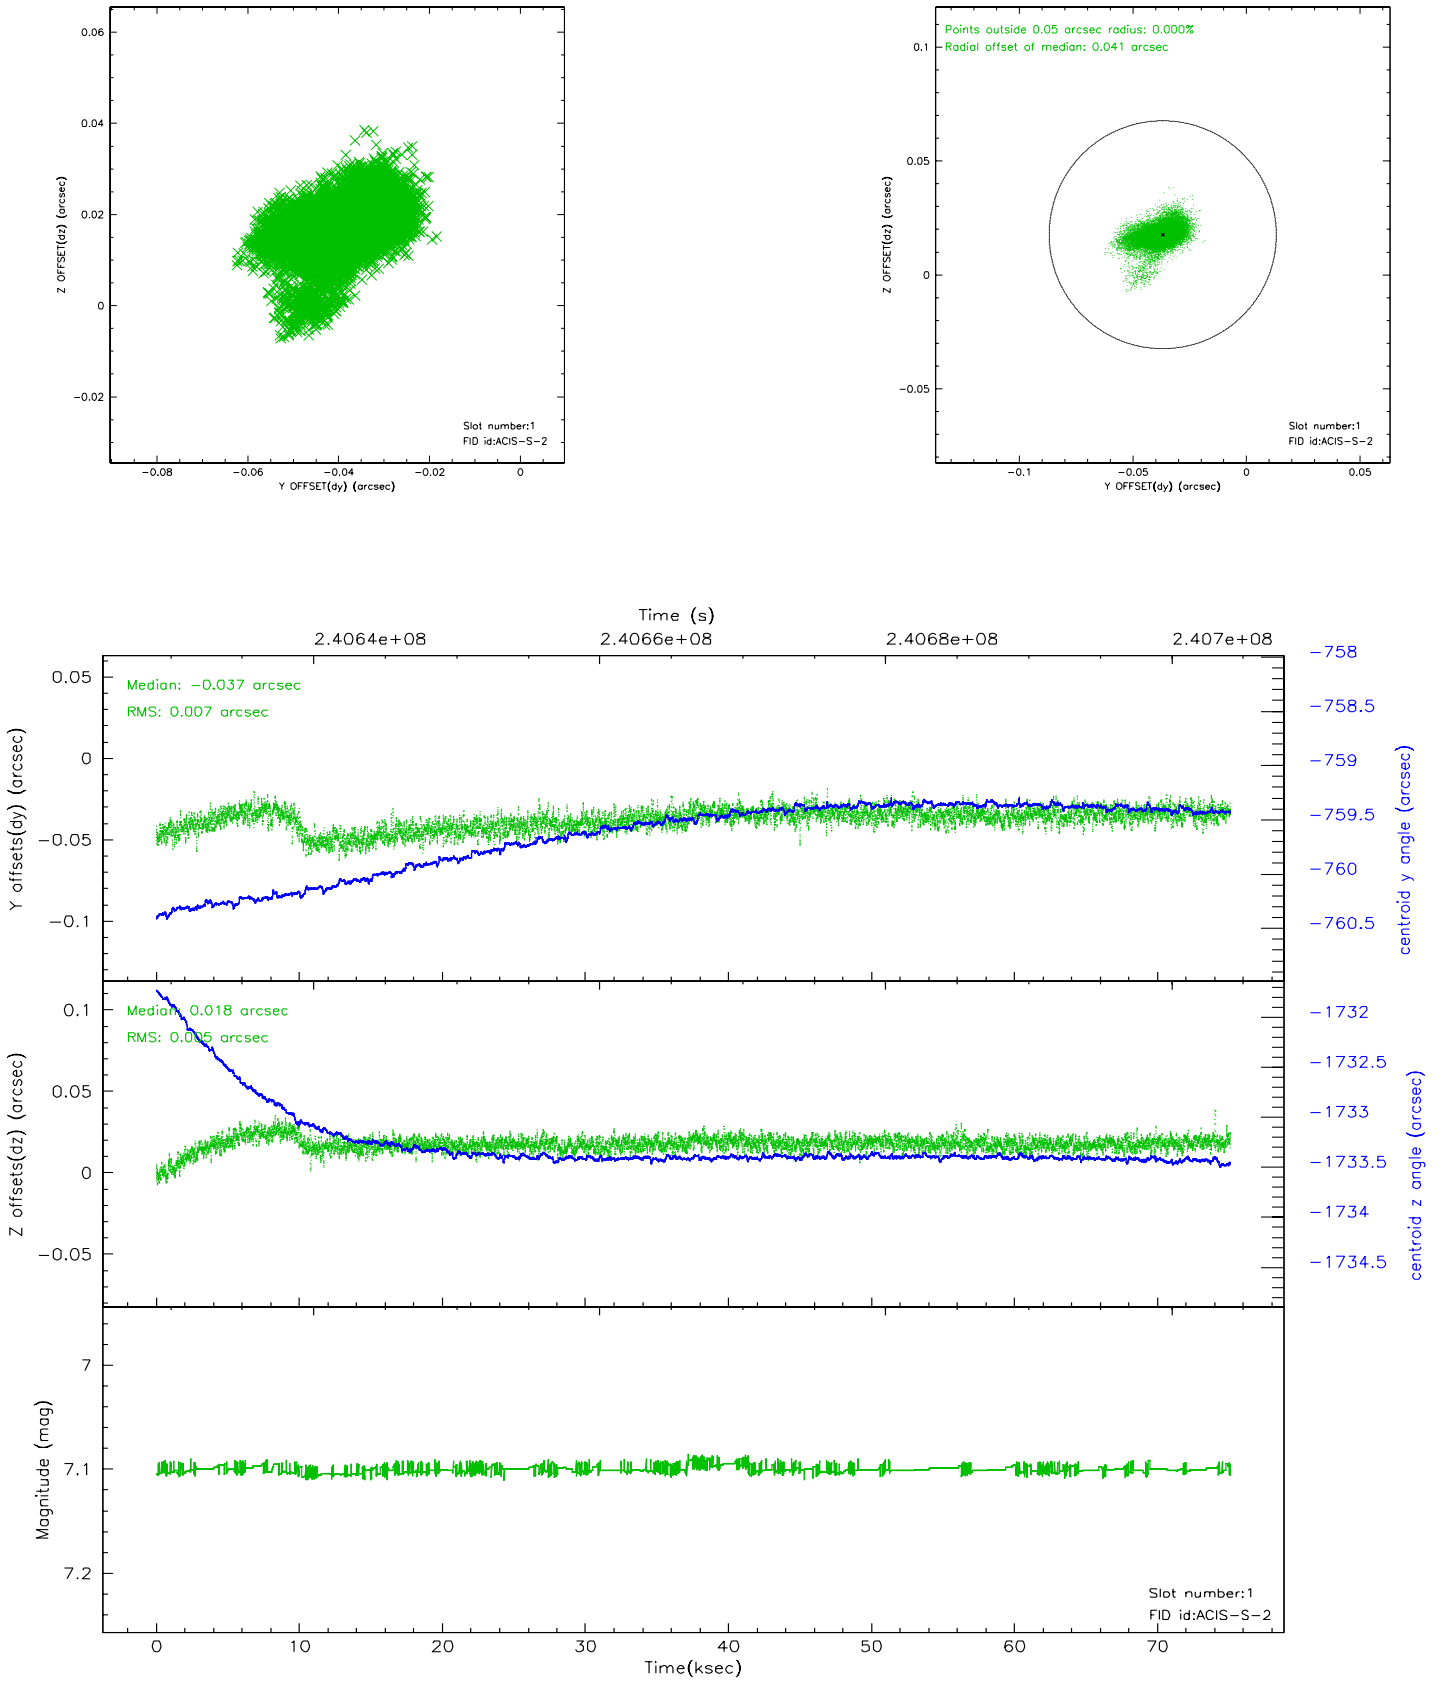 0.06
0.04
0.02
0
−0.02
Z OFFSET(dz) (arcsec)
Slot number:1
FID id:ACIS−S−2
−0.08
−0.06
−0.04
−0.02
0
Y OFFSET(dy) (arcsec)
Points outside 0.05 arcsec radius: 0.000%
Radial offset of median: 0.041 arcsec
0.1
0.05
0
−0.05
Z OFFSET(dz) (arcsec)
Slot number:1
FID id:ACIS−S−2
−0.1
−0.05
0
0.05
Y OFFSET(dy) (arcsec)
Time (s)
2.4064e+08
2.4066e+08
2.4068e+08
2.407e+08
Median: −0.037 arcsec
RMS: 0.007 arcsec
0.05
0
−0.05
−0.1
Y offsets(dy) (arcsec)
−758
−758.5
−759
−759.5
−760
−760.5
centroid y angle (arcsec)
Median: 0.018 arcsec
RMS: 0.005 arcsec
0.1
0.05
0
−0.05
Z offsets(dz) (arcsec)
−1732
−1732.5
−1733
−1733.5
−1734
−1734.5
centroid z angle (arcsec)
7
7.1
7.2
Magnitude (mag)
Slot number:1
FID id:ACIS−S−2
0
10
20
30
40
50
60
70
Time(ksec)